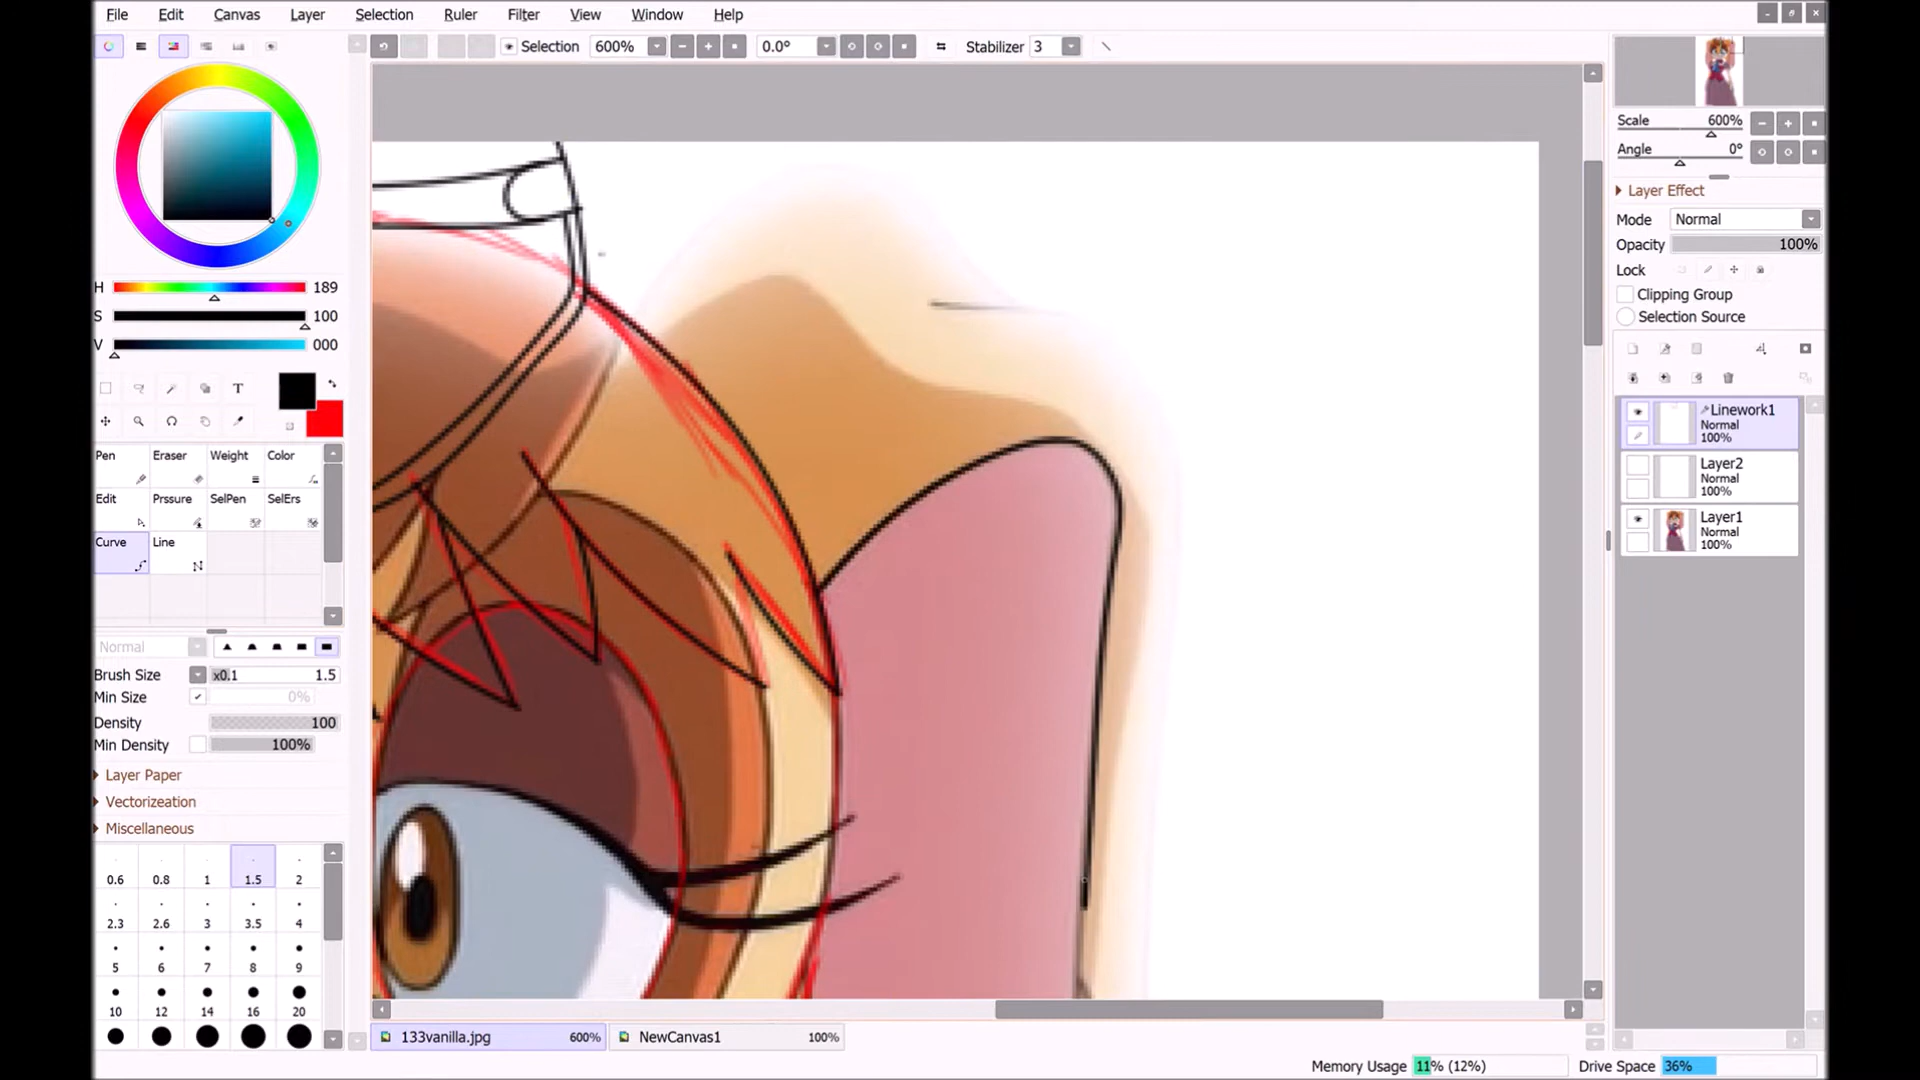 File Edit Canvas Layer Selection Ruler Filter View Window Help
Selection 600% 0.0° Stabilizer 3
Scale 600%
Angle 0°
Layer Effect
Mode Normal
Opacity 100%
Lock
Clipping Group
Selection Source
Linework1
Normal
100%
Layer2
Normal
100%
Layer1
Normal
100%
H 189
S 100
V 000
T
Pen Eraser Weight Color
Edit Prssure SelPen SelErs
Curve Line
Normal
Brush Size x0.1 1.5
Min Size 0%
Density 100
Min Density 100%
Layer Paper
Vectorizeation
Miscellaneous
0.6 0.8 1 1.5 2
2.3 2.6 3 3.5 4
5 6 7 8 9
10 12 14 16 20
133vanilla.jpg 600% NewCanvas1 100%
Memory Usage 11% (12%) Drive Space 36%